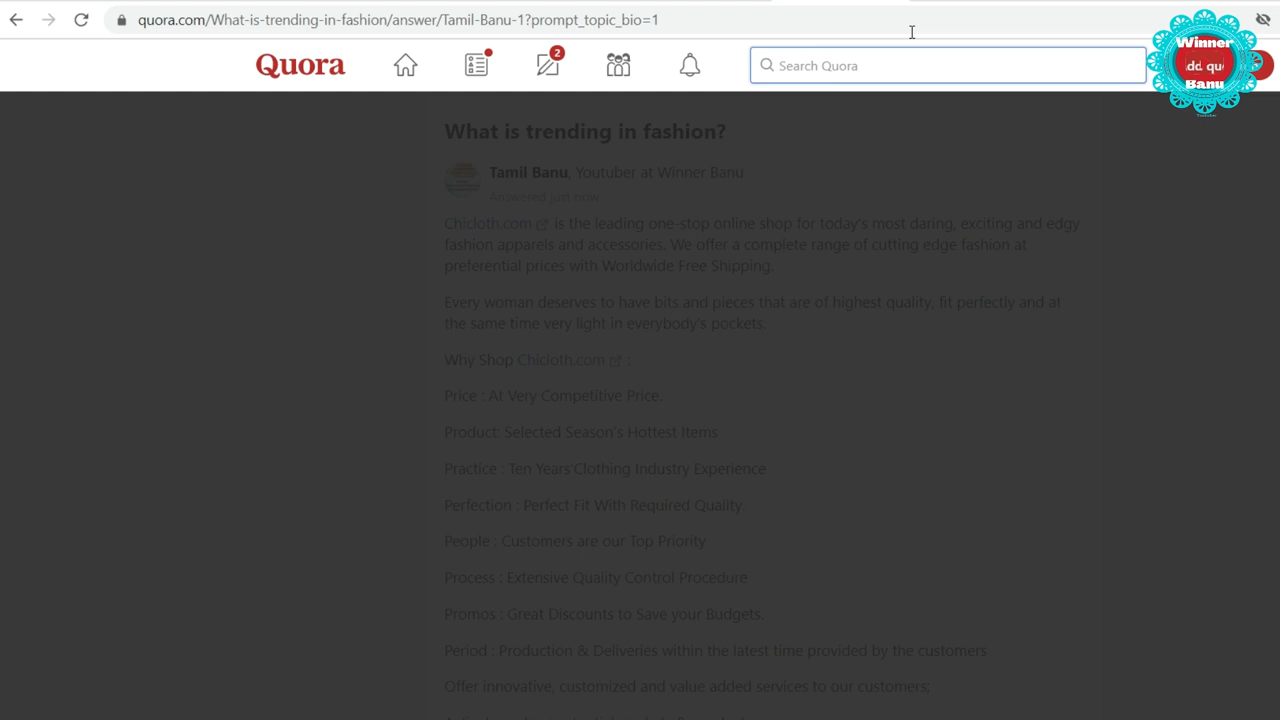 quora.com/What-is-trending-in-fashion/answer/Tamil-Banu-1?prompt_topic_bio=1
Quora
2
Search Quora
Winner
dd qu
Banu
What is trending in fashion?
Tamil Banu, Youtuber at Winner Banu
Answered just now
Chicloth.com is the leading one-stop online shop for today's most daring, exciting and edgy
fashion apparels and accessories. We offer a complete range of cutting edge fashion at
preferential prices with Worldwide Free Shipping.
Every woman deserves to have bits and pieces that are of highest quality, fit perfectly and at
the same time very light in everybody's pockets.
Why Shop Chicloth.com :
Price : At Very Competitive Price.
Product: Selected Season's Hottest Items
Practice : Ten Years Clothing Industry Experience
Perfection : Perfect Fit With Required Quality.
People : Customers are our Top Priority
Process : Extensive Quality Control Procedure
Promos : Great Discounts to Save your Budgets.
Period : Production & Deliveries within the latest time provided by the customers
Offer innovative, customized and value added services to our customers;